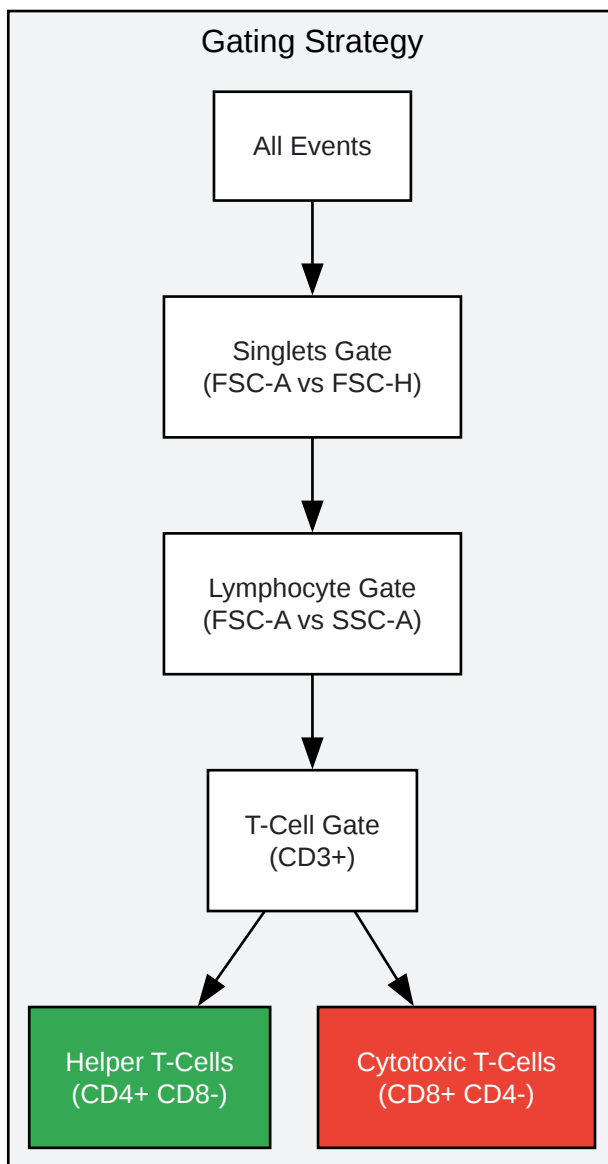 Gating Strategy
All Events
Singlets Gate
(FSC-A vs FSC-H)
Lymphocyte Gate
(FSC-A vs SSC-A)
T-Cell Gate
(CD3+)
Helper T-Cells
(CD4+ CD8-)
Cytotoxic T-Cells
(CD8+ CD4-)